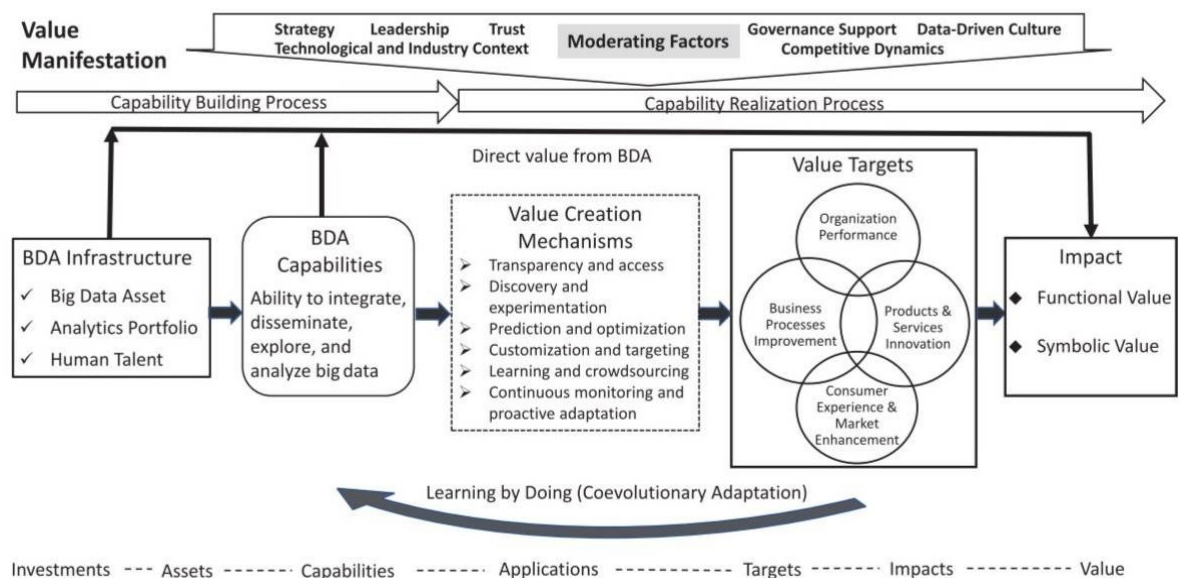 Value
Manifestation
Strategy Leadership Trust
Technological and Industry Context
Moderating Factors
Governance Support Data-Driven Culture
Competitive Dynamics
Capability Building Process
Capability Realization Process
Direct value from BDA
BDA Infrastructure
✓ Big Data Asset
✓ Analytics Portfolio
✓ Human Talent
BDA
Capabilities
Ability to integrate,
disseminate,
explore, and
analyze big data
Value Creation
Mechanisms
➢ Transparency and access
➢ Discovery and
experimentation
➢ Prediction and optimization
➢ Customization and targeting
➢ Learning and crowdsourcing
➢ Continuous monitoring and
proactive adaptation
Value Targets
Organization
Performance
Business
Processes
Improvement
Products &
Services
Innovation
Consumer
Experience &
Market
Enhancement
Impact
◆ Functional Value
◆ Symbolic Value
Learning by Doing (Coevolutionary Adaptation)
Investments ---- Assets ------ Capabilities -------- Applications ------------ Targets ----- Impacts ------ Value